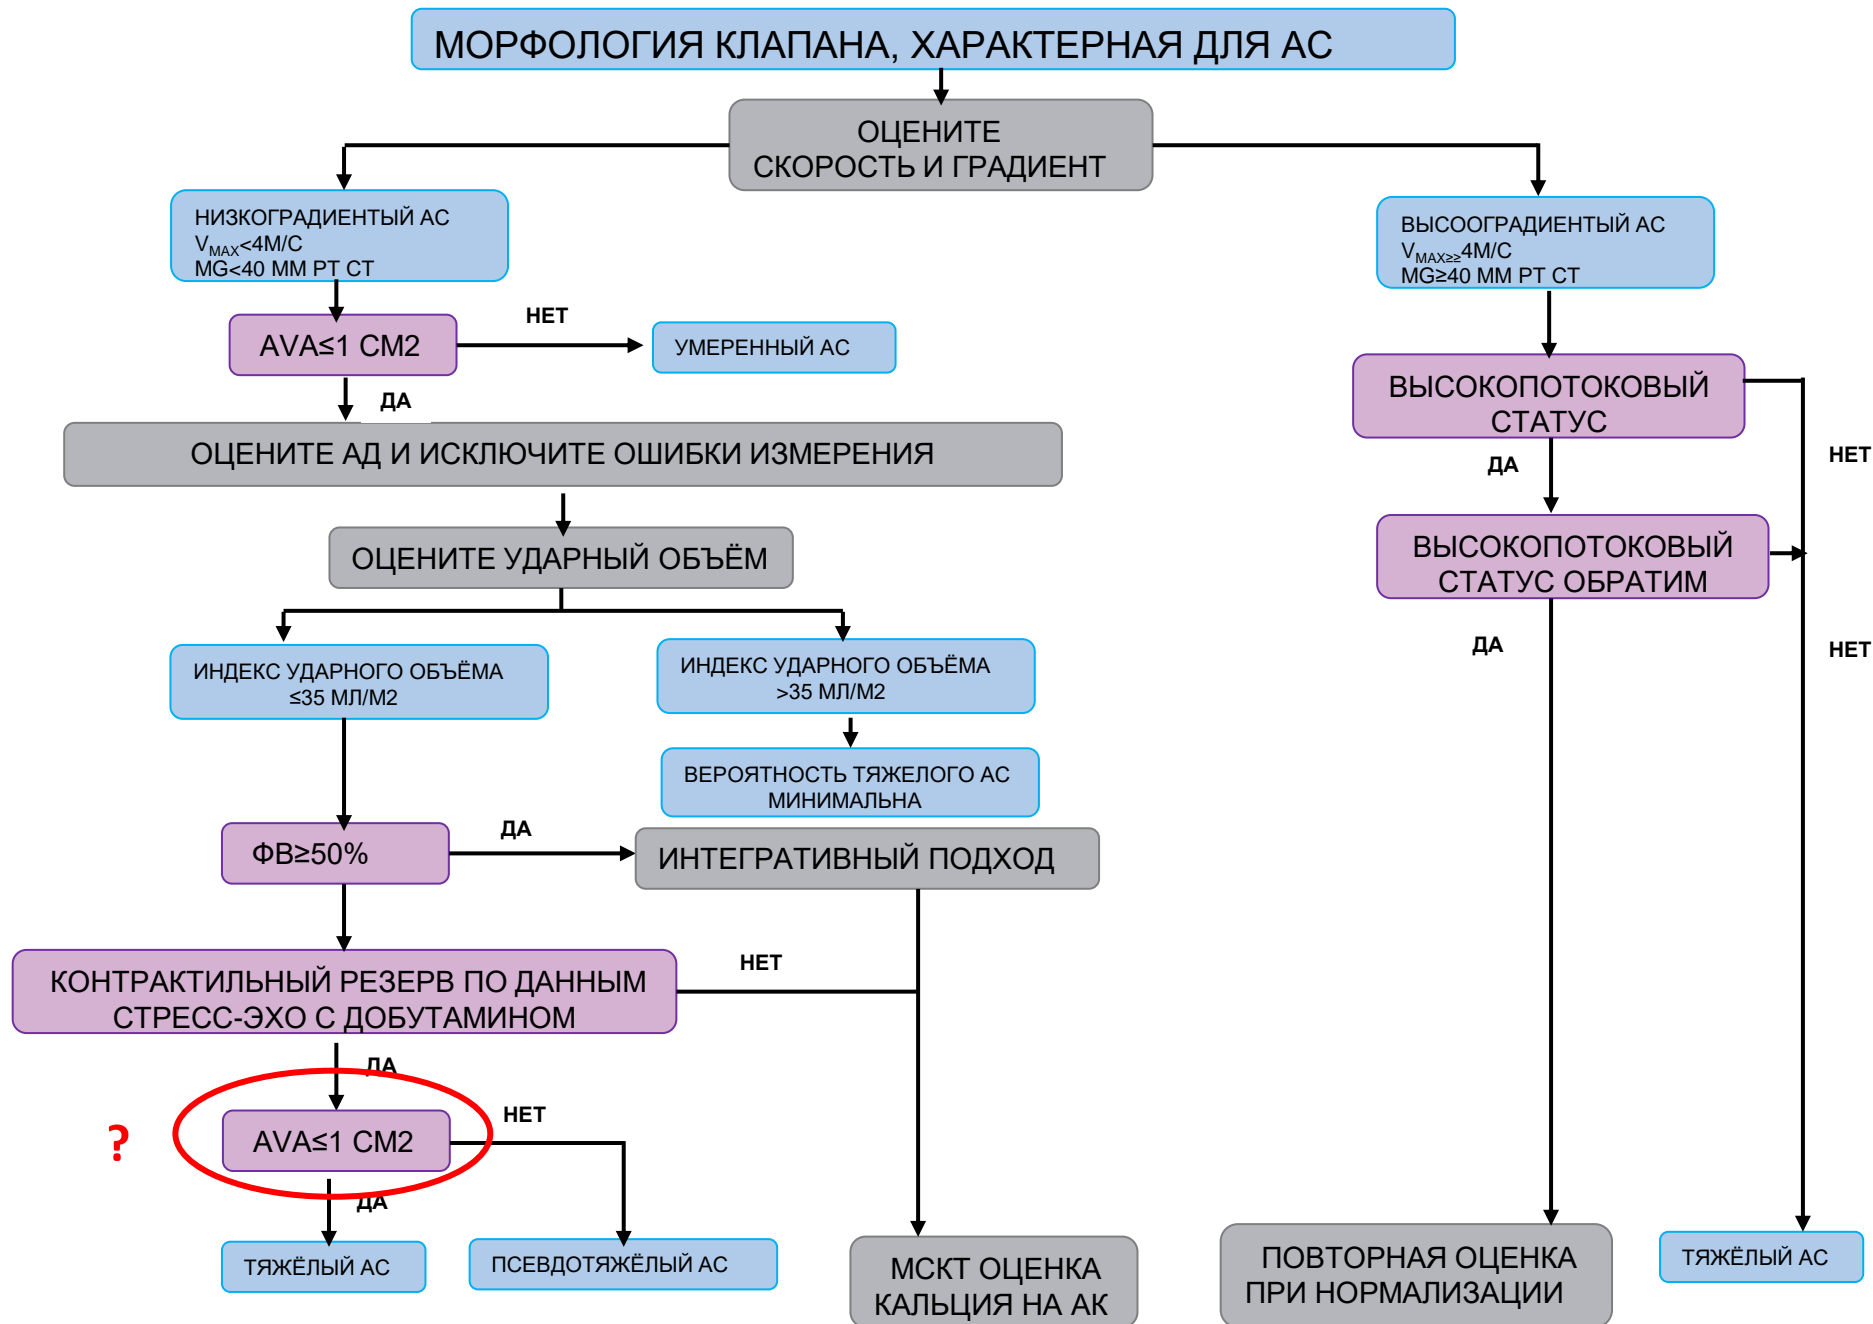 МОРФОЛОГИЯ КЛАПАНА, ХАРАКТЕРНАЯ ДЛЯ АС
ОЦЕНИТЕ
СКОРОСТЬ И ГРАДИЕНТ
НИЗКОГРАДИЕНТЫЙ АС
VMAX<4М/С
MG<40 ММ РТ СТ
ВЫСООГРАДИЕНТЫЙ АС
VMAX≥≥4М/С
MG≥40 ММ РТ СТ
AVA≤1 СМ2
НЕТ
УМЕРЕННЫЙ АС
ДА
ВЫСОКОПОТОКОВЫЙ
СТАТУС
НЕТ
ДА
ОЦЕНИТЕ АД И ИСКЛЮЧИТЕ ОШИБКИ ИЗМЕРЕНИЯ
ОЦЕНИТЕ УДАРНЫЙ ОБЪЁМ
ВЫСОКОПОТОКОВЫЙ
СТАТУС ОБРАТИМ
НЕТ
ДА
ИНДЕКС УДАРНОГО ОБЪЁМА
≤35 МЛ/М2
ИНДЕКС УДАРНОГО ОБЪЁМА
>35 МЛ/М2
ВЕРОЯТНОСТЬ ТЯЖЕЛОГО АС
МИНИМАЛЬНА
ФВ≥50%
ДА
ИНТЕГРАТИВНЫЙ ПОДХОД
КОНТРАКТИЛЬНЫЙ РЕЗЕРВ ПО ДАННЫМ
СТРЕСС-ЭХО С ДОБУТАМИНОМ
НЕТ
ДА
?
AVA≤1 СМ2
НЕТ
ДА
ТЯЖЁЛЫЙ АС
ПСЕВДОТЯЖЁЛЫЙ АС
МСКТ ОЦЕНКА
КАЛЬЦИЯ НА АК
ПОВТОРНАЯ ОЦЕНКА
ПРИ НОРМАЛИЗАЦИИ
ТЯЖЁЛЫЙ АС